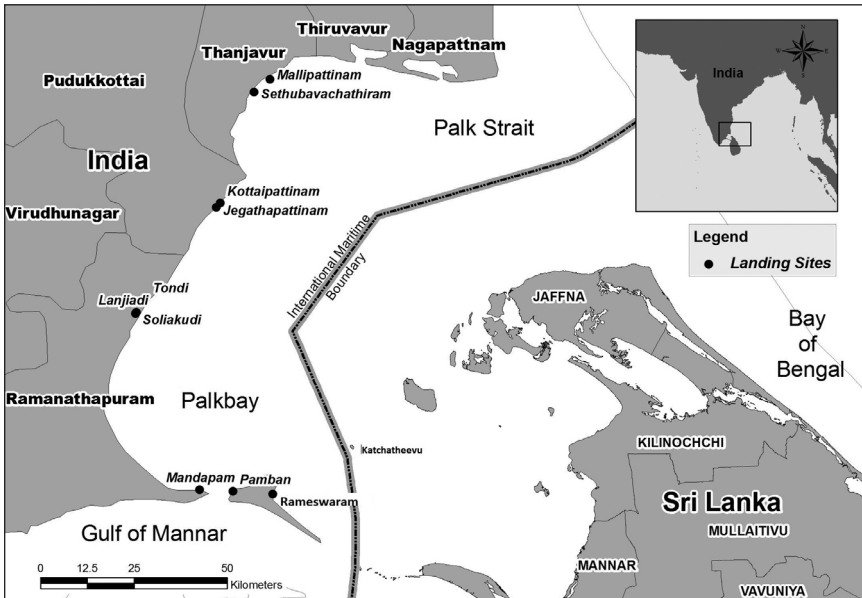 Thiruvavur
Thanjavur
Nagapattnam
Pudukkottai
Mallipattinam
Sethubavachathiram
India
Palk Strait
India
N
W
E
S
Kottaipattinam
Jegathapattinam
Virudhunagar
International Maritime
Boundary
Legend
Landing Sites
Tondi
Lanjiadi
Soliakudi
JAFFNA
Bay
of
Bengal
Ramanathapuram
Palkbay
KILINOCHCHI
Katchatheevu
Mandapam
Pamban
Rameswaram
Sri Lanka
MULLAITIVU
Gulf of Mannar
MANNAR
0 12.5 25 50
Kilometers
VAVUNIYA